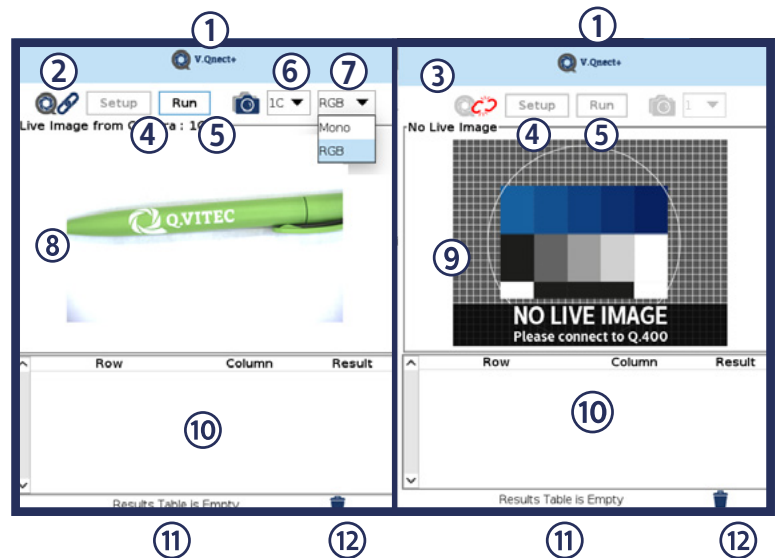 1
V.Qnect+
2
6
7
Setup
Run
1C
RGB
Mono
RGB
4
5
Live Image from C ra : 1C
8
Q.VITEC
Row Column Result
10
Results Table is Empty
11
12
1
V.Qnect+
3
Setup
Run
1
4
5
No Live Image
9
NO LIVE IMAGE
Please connect to Q.400
Row Column Result
10
Results Table is Empty
11
12